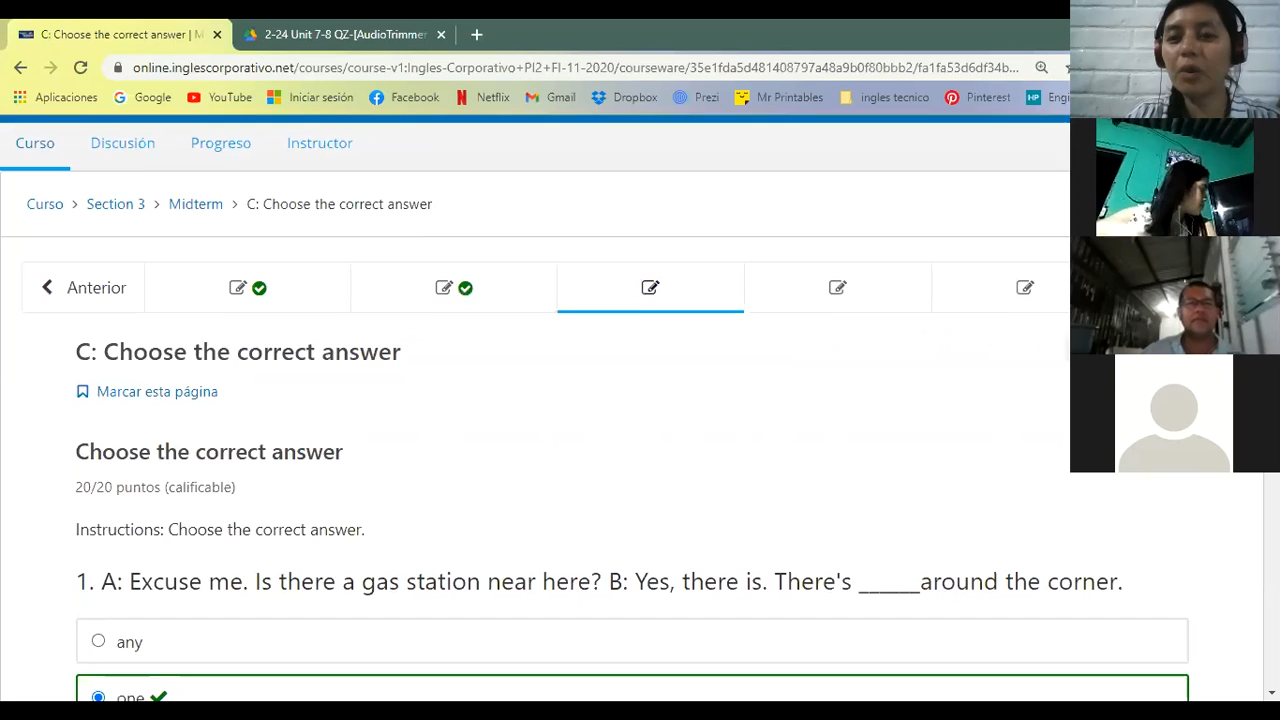 C: Choose the correct answer | M
2-24 Unit 7-8 QZ-[AudioTrimmer
online.inglescorporativo.net/courses/course-v1:Ingles-Corporativo+PI2+FI-11-2020/courseware/35e1fda5d481408797a48a9b0f80bbb2/fa1fa53d6df34b...
Aplicaciones Google YouTube Iniciar sesión Facebook Netflix Gmail Dropbox Prezi Mr Printables ingles tecnico Pinterest HP Eng
Curso Discusión Progreso Instructor
Curso > Section 3 > Midterm > C: Choose the correct answer
Anterior
C: Choose the correct answer
Marcar esta página
Choose the correct answer
20/20 puntos (calificable)
Instructions: Choose the correct answer.
1. A: Excuse me. Is there a gas station near here? B: Yes, there is. There's ______around the corner.
any
one